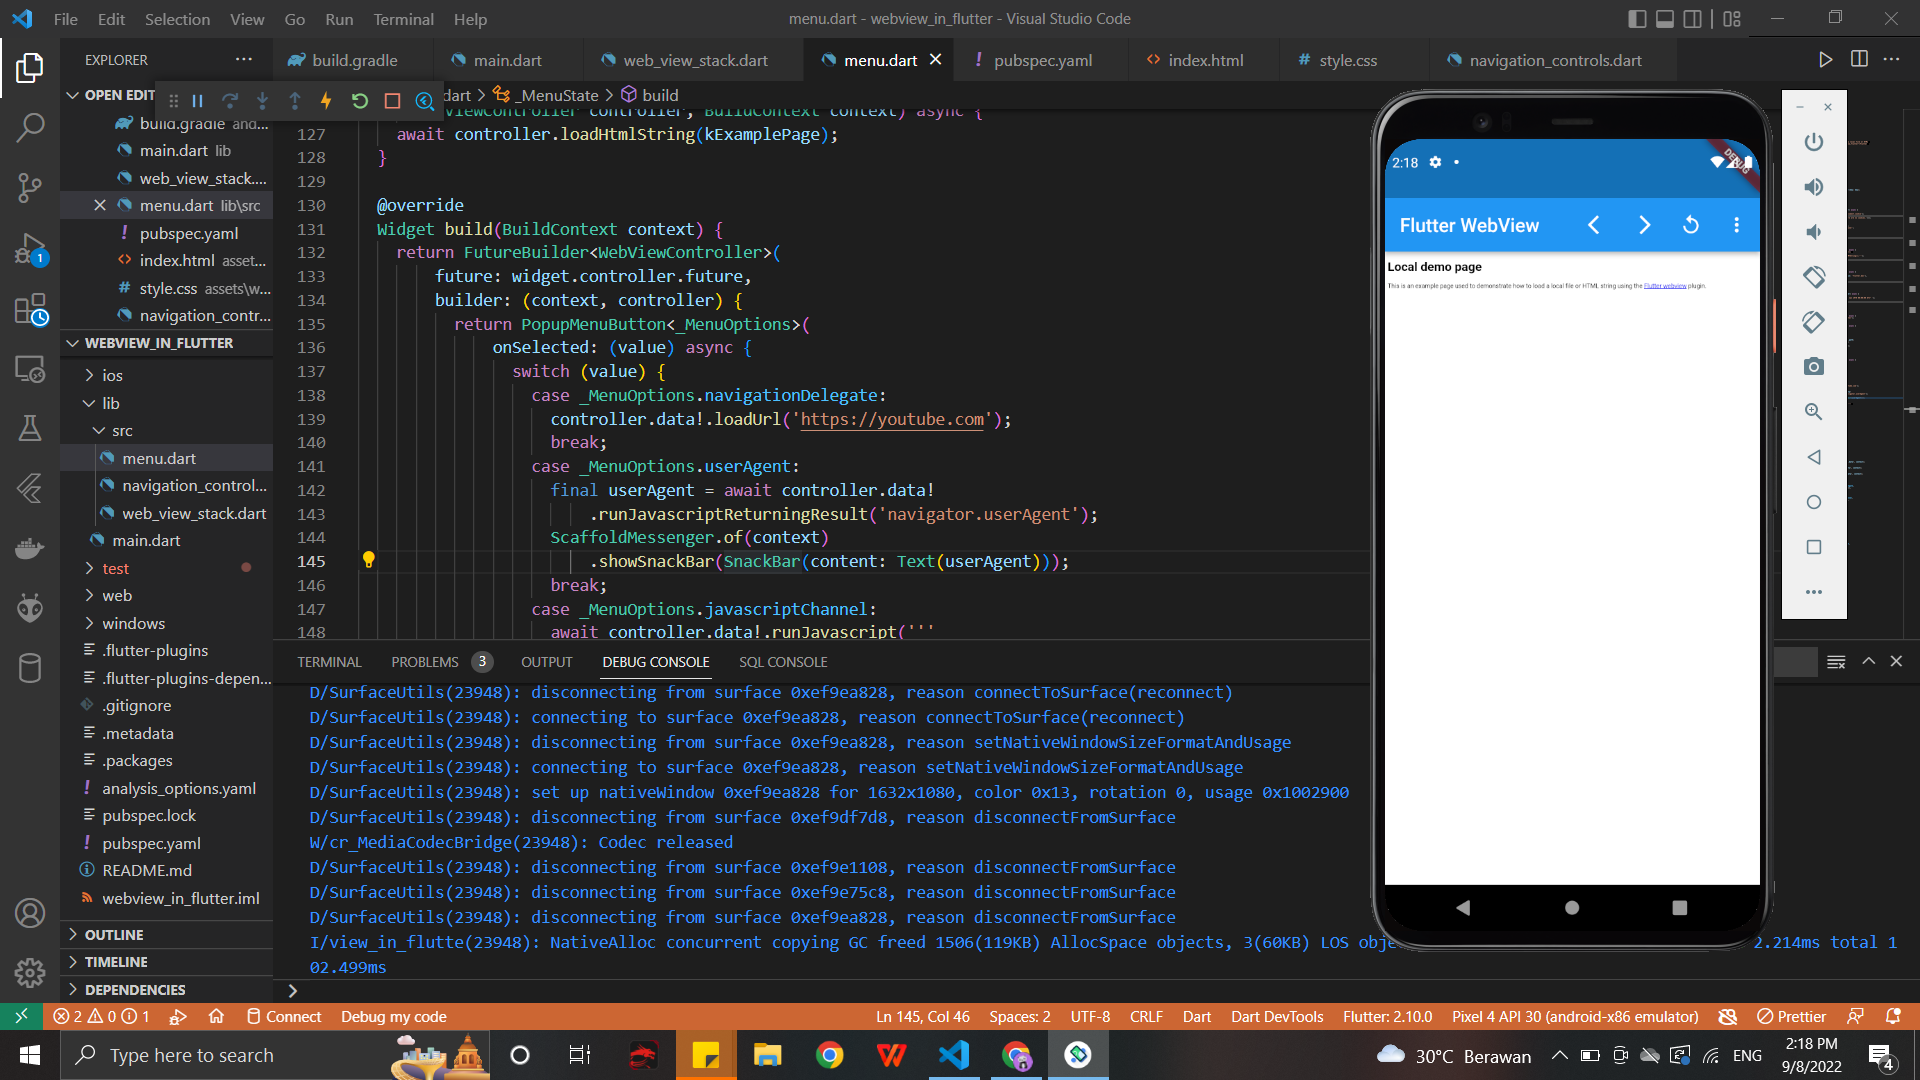 File Edit Selection View Go Run Terminal Help
menu.dart - webview_in_flutter - Visual Studio Code
EXPLORER
build.gradle
main.dart
web_view_stack.dart
menu.dart
pubspec.yaml
index.html
style.css
navigation_controls.dart
OPEN EDIT
dart > _MenuState > build
build.gradle and...
main.dart lib
web_view_stack....
menu.dart lib\src
pubspec.yaml
index.html asset...
style.css assets\w...
navigation_contr...
WEBVIEW_IN_FLUTTER
ios
lib
src
menu.dart
navigation_control...
web_view_stack.dart
main.dart
test
web
windows
.flutter-plugins
.flutter-plugins-depen...
.gitignore
.metadata
.packages
analysis_options.yaml
pubspec.lock
pubspec.yaml
README.md
webview_in_flutter.iml
OUTLINE
TIMELINE
DEPENDENCIES
127 await controller.loadHtmlString(kExamplePage);
128 }
129
130 @override
131 Widget build(BuildContext context) {
132 return FutureBuilder<WebViewController>(
133 future: widget.controller.future,
134 builder: (context, controller) {
135 return PopupMenuButton<_MenuOptions>(
136 onSelected: (value) async {
137 switch (value) {
138 case _MenuOptions.navigationDelegate:
139 controller.data!.loadUrl('https://youtube.com');
140 break;
141 case _MenuOptions.userAgent:
142 final userAgent = await controller.data!
143 .runJavascriptReturningResult('navigator.userAgent');
144 ScaffoldMessenger.of(context)
145 .showSnackBar(SnackBar(content: Text(userAgent)));
146 break;
147 case _MenuOptions.javascriptChannel:
148 await controller.data!.runJavascript('''
TERMINAL PROBLEMS 3 OUTPUT DEBUG CONSOLE SQL CONSOLE
D/SurfaceUtils(23948): disconnecting from surface 0xef9ea828, reason connectToSurface(reconnect)
D/SurfaceUtils(23948): connecting to surface 0xef9ea828, reason connectToSurface(reconnect)
D/SurfaceUtils(23948): disconnecting from surface 0xef9ea828, reason setNativeWindowSizeFormatAndUsage
D/SurfaceUtils(23948): connecting to surface 0xef9ea828, reason setNativeWindowSizeFormatAndUsage
D/SurfaceUtils(23948): set up nativeWindow 0xef9ea828 for 1632x1080, color 0x13, rotation 0, usage 0x1002900
D/SurfaceUtils(23948): disconnecting from surface 0xef9df7d8, reason disconnectFromSurface
W/cr_MediaCodecBridge(23948): Codec released
D/SurfaceUtils(23948): disconnecting from surface 0xef9e1108, reason disconnectFromSurface
D/SurfaceUtils(23948): disconnecting from surface 0xef9e75c8, reason disconnectFromSurface
D/SurfaceUtils(23948): disconnecting from surface 0xef9ea828, reason disconnectFromSurface
I/view_in_flutte(23948): NativeAlloc concurrent copying GC freed 1506(119KB) AllocSpace objects, 3(60KB) LOS obje 2.214ms total 1
02.499ms
2:18
DEBUG
Flutter WebView
Local demo page
This is an example page used to demonstrate how to load a local file or HTML string using the Flutter webview plugin.
1
2 0 1 Connect Debug my code
Ln 145, Col 46 Spaces: 2 UTF-8 CRLF Dart Dart DevTools Flutter: 2.10.0 Pixel 4 API 30 (android-x86 emulator) Prettier
Type here to search
30°C Berawan
ENG
2:18 PM
9/8/2022
4